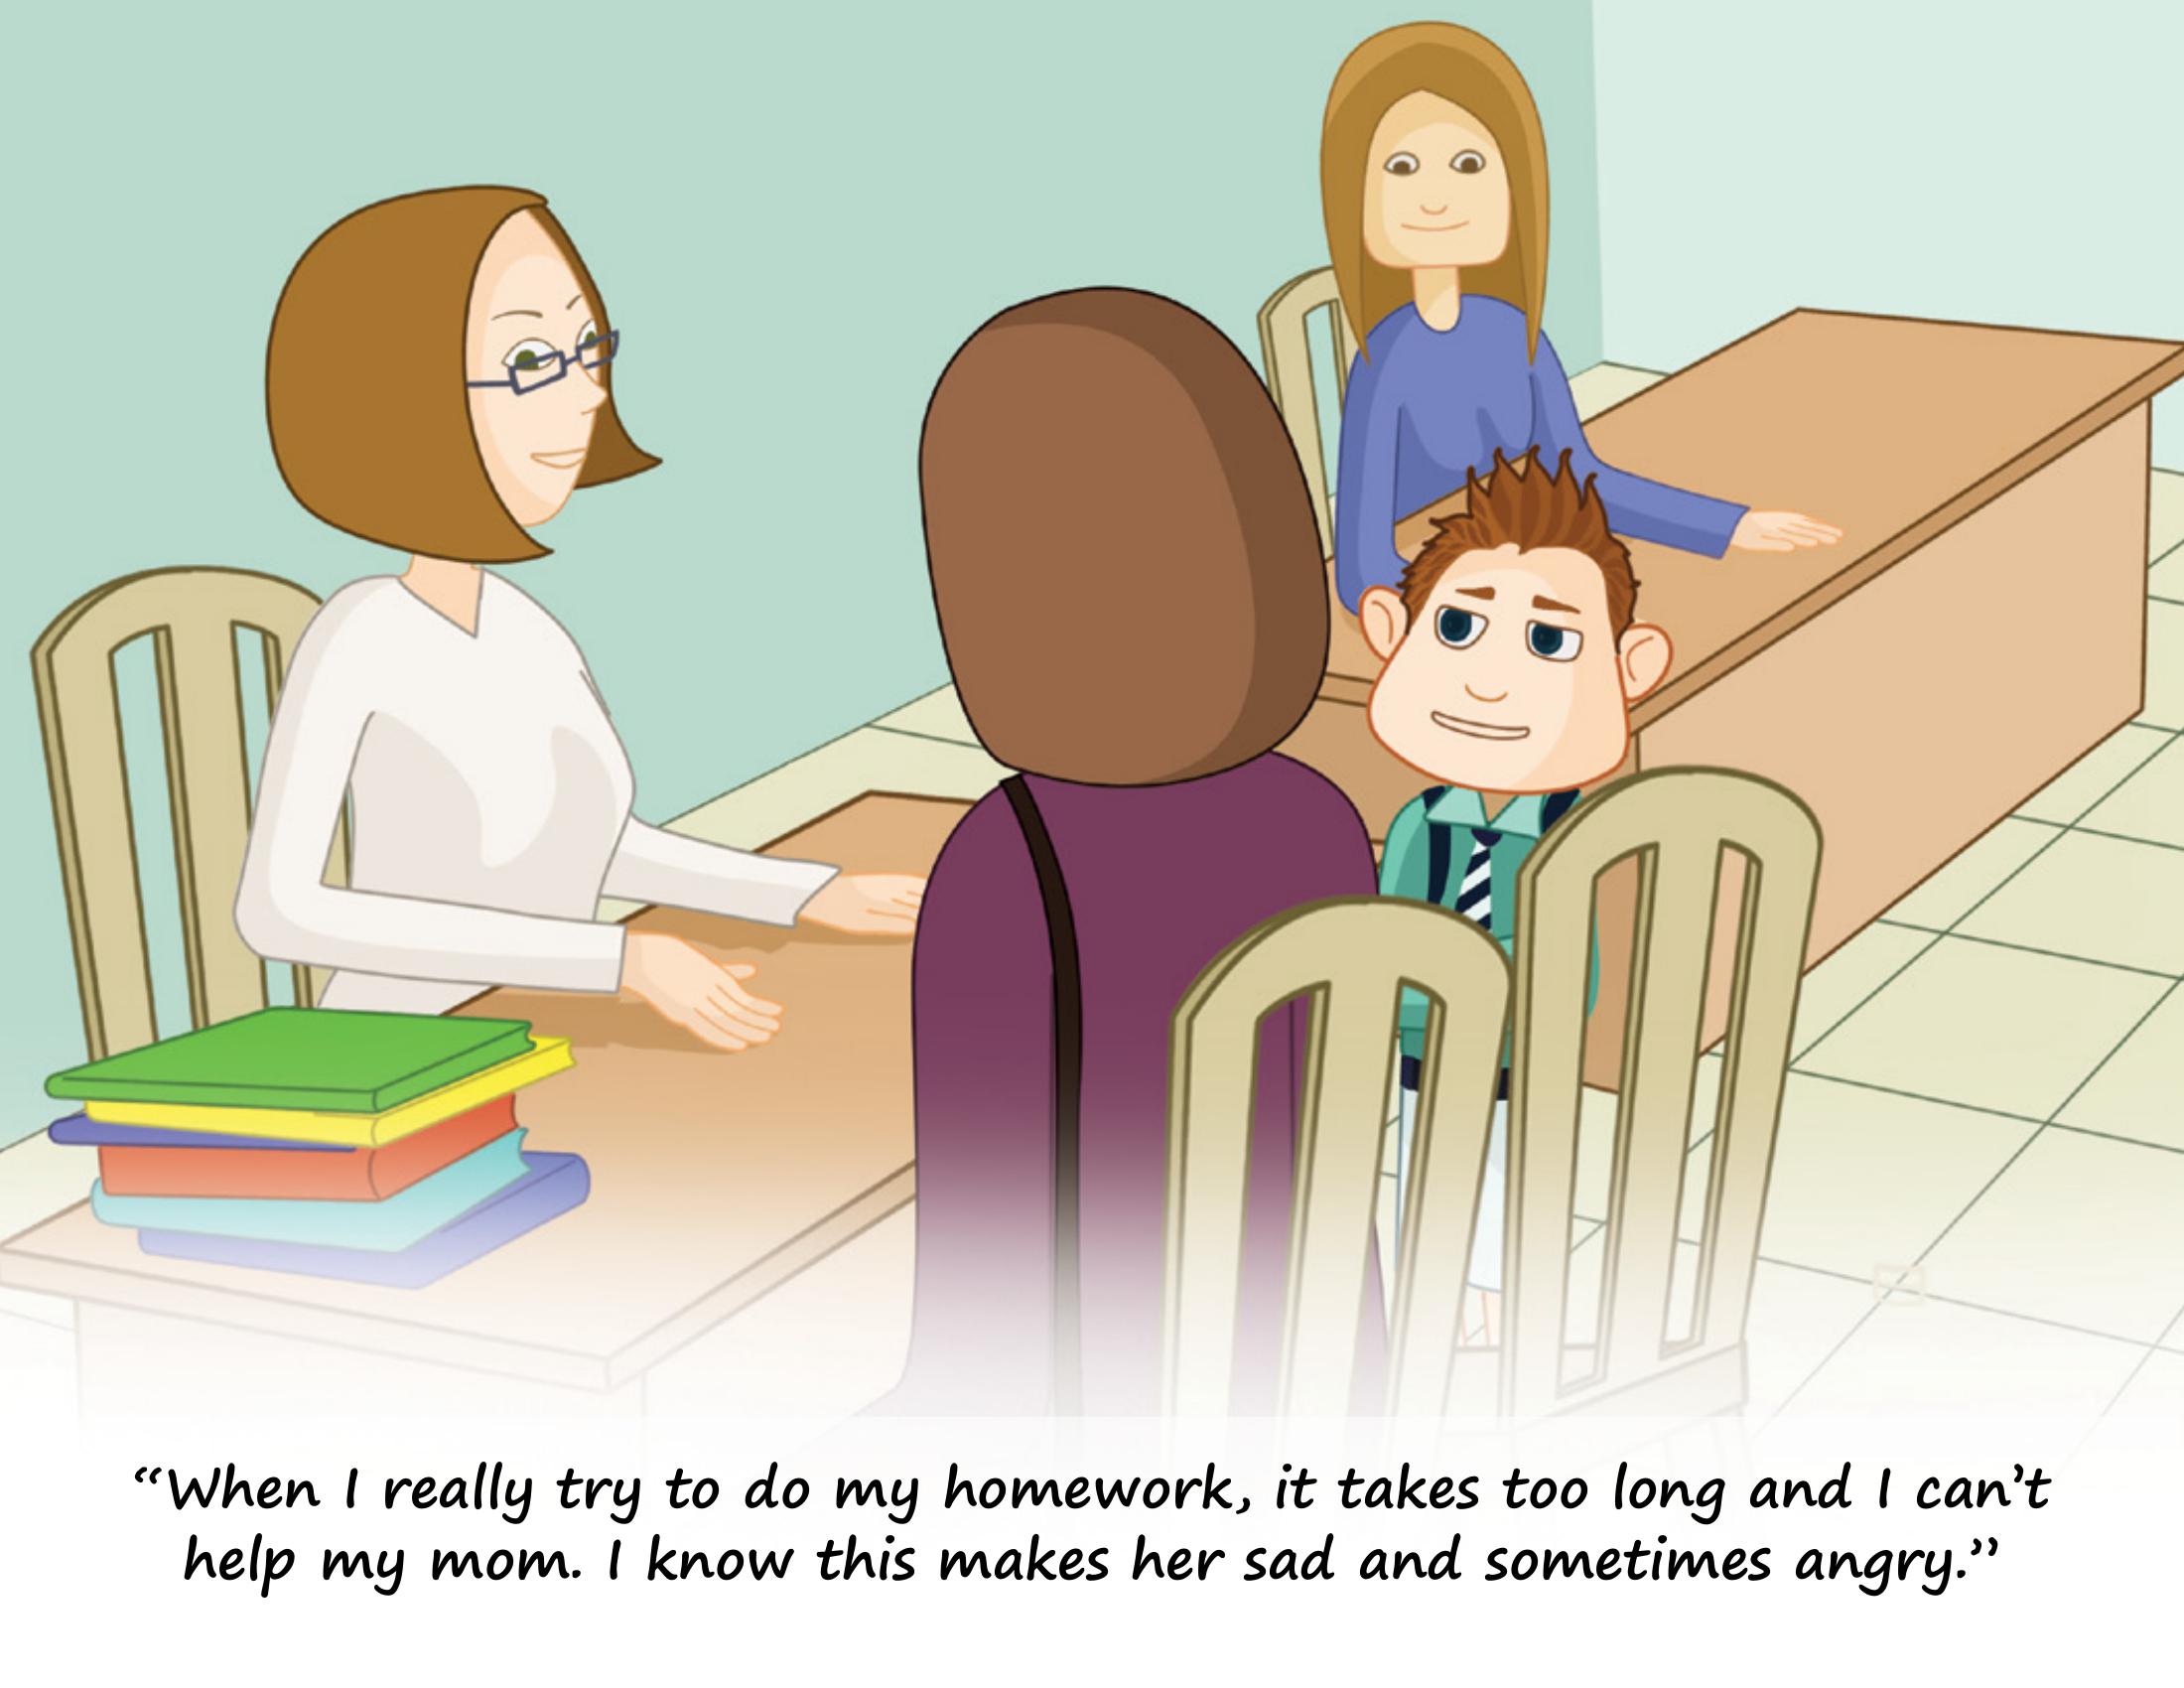 “When I really try to do my homework, it takes too long and I can’t
help my mom. I know this makes her sad and sometimes angry.”